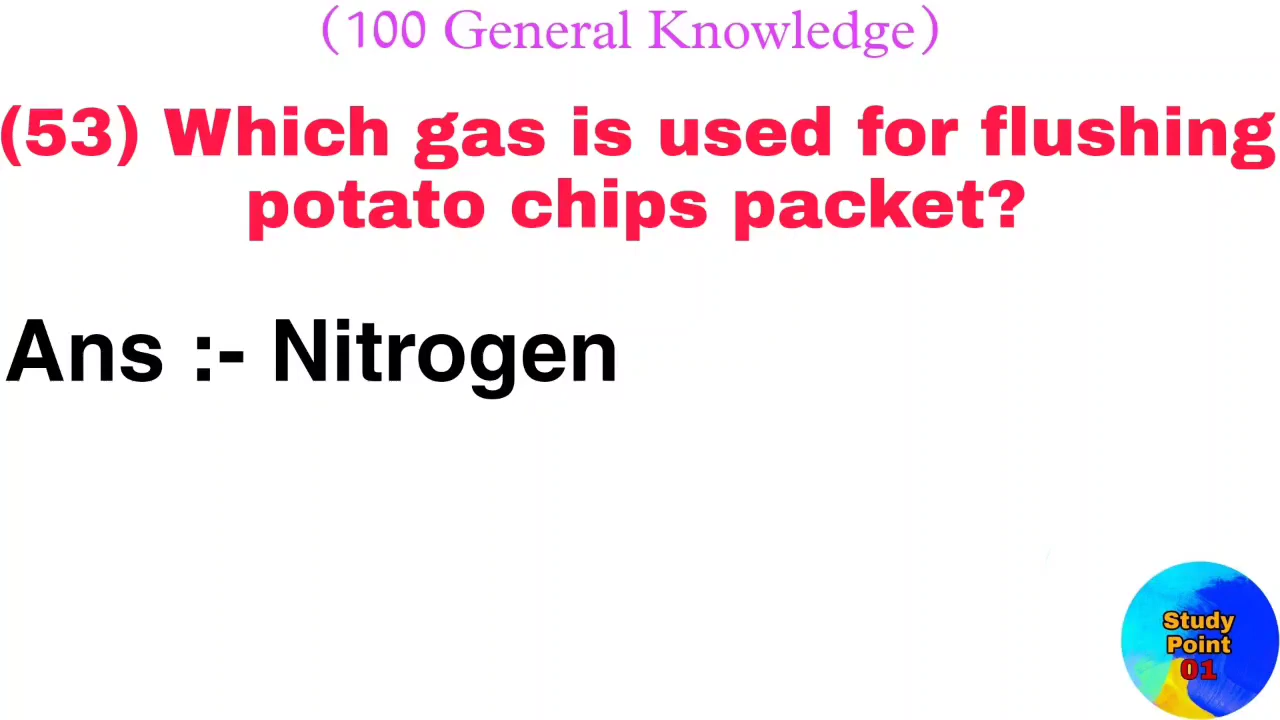 (100 General Knowledge)
(53) Which gas is used for flushing
potato chips packet?
Ans :- Nitrogen
Study
Point
01